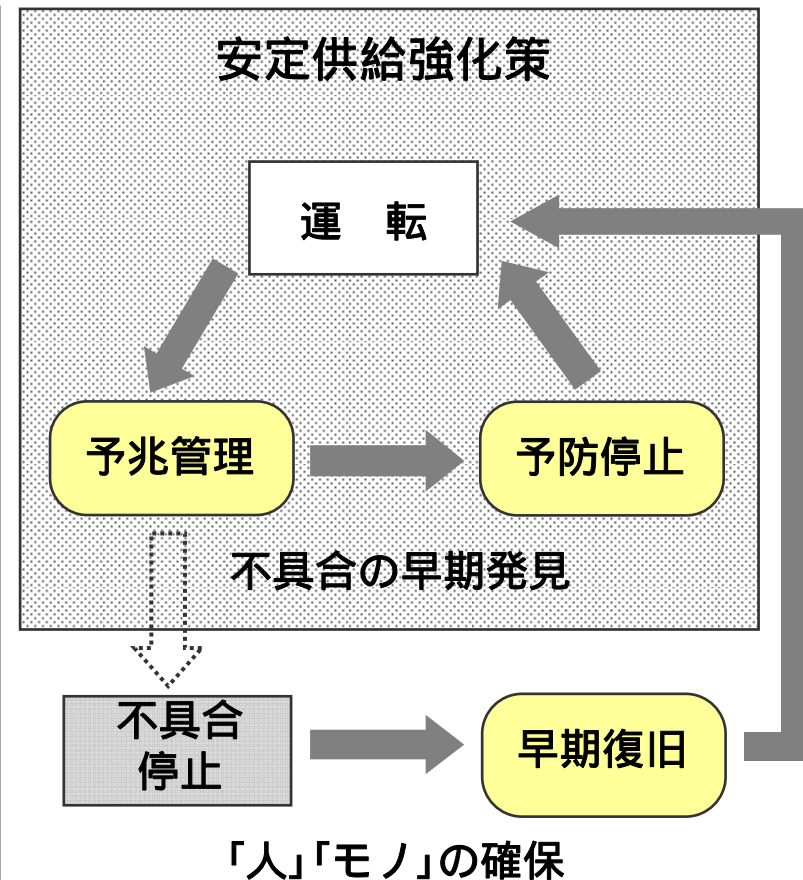 安定供給強化策
運　転
予兆管理
予防停止
不具合の早期発見
不具合
停止
早期復旧
「人」「モノ」の確保